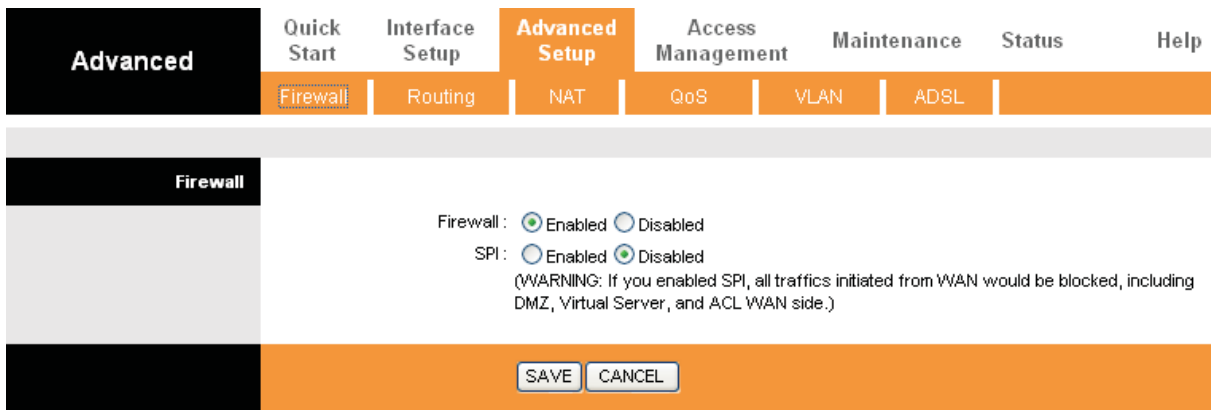 Advanced
Quick Start
Interface Setup
Advanced Setup
Access Management
Maintenance
Status
Help
Firewall
Routing
NAT
QoS
VLAN
ADSL
Firewall
Firewall : Enabled Disabled
SPI : Enabled Disabled
(WARNING: If you enabled SPI, all traffics initiated from WAN would be blocked, including
DMZ, Virtual Server, and ACL WAN side.)
SAVE CANCEL